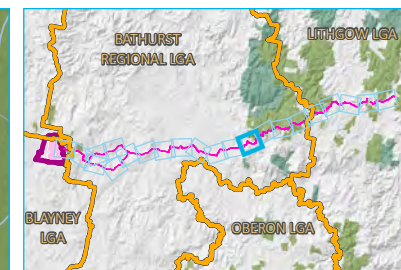 BATHURST
REGIONAL LGA
LITHGOW LGA
BLAYNEY
LGA
OBERON LGA